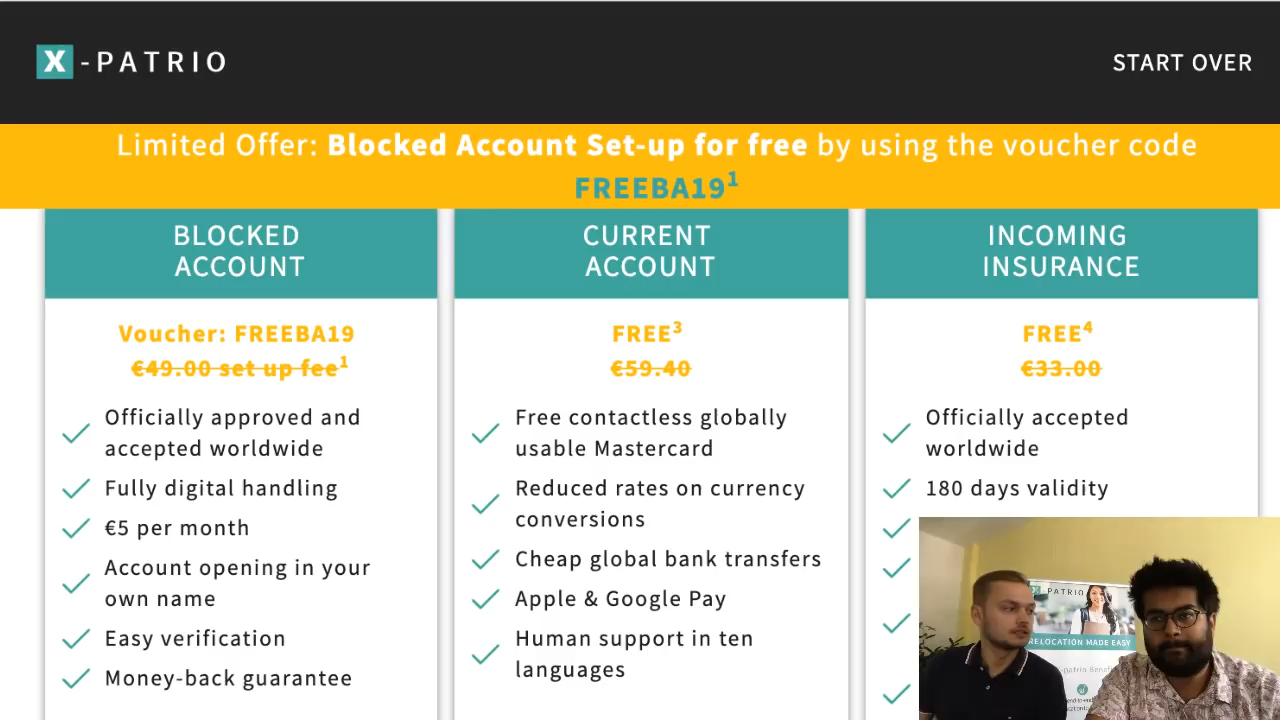 X-PATRIO
START OVER
Limited Offer: Blocked Account Set-up for free by using the voucher code
FREEBA19¹
BLOCKED
ACCOUNT
Voucher: FREEBA19
€49.00 set up fee¹
Officially approved and
accepted worldwide
Fully digital handling
€5 per month
Account opening in your
own name
Easy verification
Money-back guarantee
CURRENT
ACCOUNT
FREE³
€59.40
Free contactless globally
usable Mastercard
Reduced rates on currency
conversions
Cheap global bank transfers
Apple & Google Pay
Human support in ten
languages
INCOMING
INSURANCE
FREE⁴
€33.00
Officially accepted
worldwide
180 days validity
X-PATRIO
RELOCATION MADE EASY